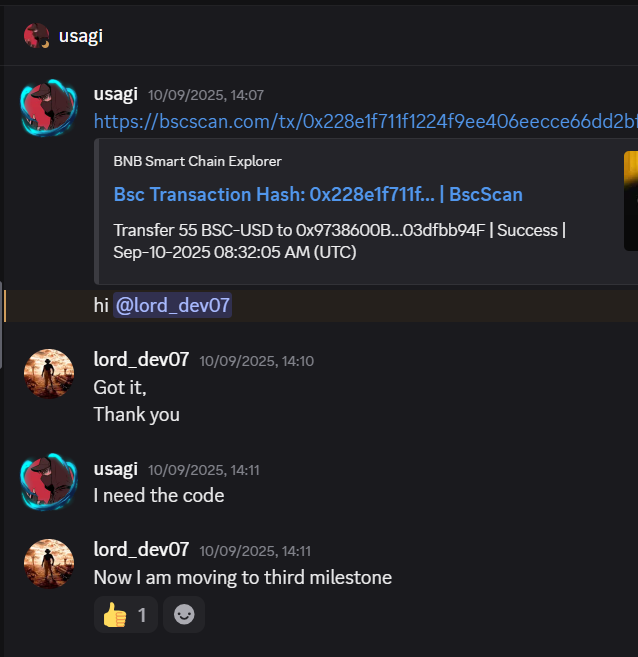 usagi
usagi 10/09/2025, 14:07
https://bscscan.com/tx/0x228e1f711f1224f9ee406eecce66dd2b
BNB Smart Chain Explorer
Bsc Transaction Hash: 0x228e1f711f... | BscScan
Transfer 55 BSC-USD to 0x9738600B...03dfbb94F | Success |
Sep-10-2025 08:32:05 AM (UTC)
hi @lord_dev07
lord_dev07 10/09/2025, 14:10
Got it,
Thank you
usagi 10/09/2025, 14:11
I need the code
lord_dev07 10/09/2025, 14:11
Now I am moving to third milestone
👍 1